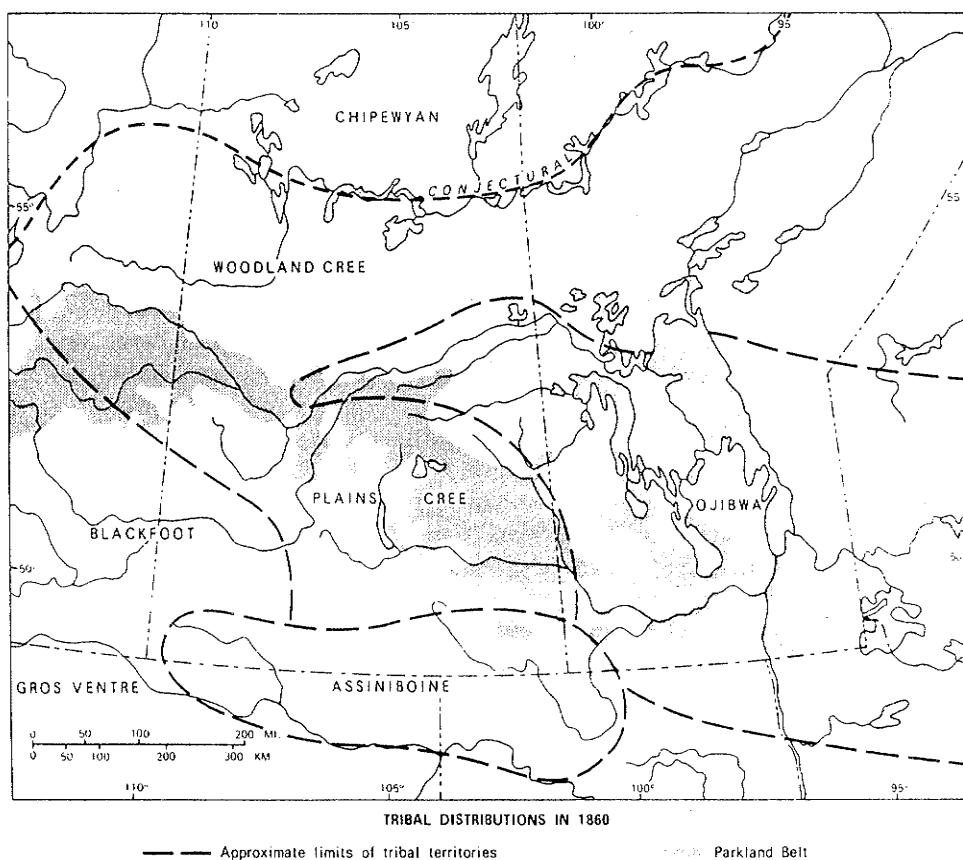 110 105 100° 95
CHIPEWYAN
CONJECTURAL
55° 55
WOODLAND CREE
PLAINS CREE
OJIBWA
BLACKFOOT
50° 50
GROS VENTRE
ASSINIBOINE
0 50 100 200 MI.
0 50 100 200 300 KM
110° 105° 100° 95°
TRIBAL DISTRIBUTIONS IN 1860
Approximate limits of tribal territories
Parkland Belt